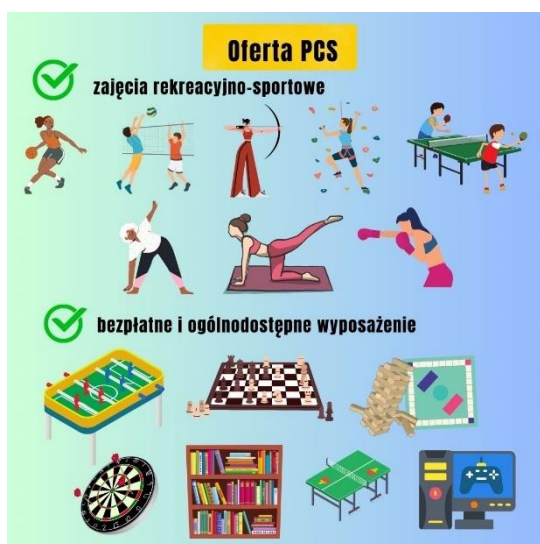 Oferta PCS
zajęcia rekreacyjno-sportowe
bezpłatne i ogólnodostępne wyposażenie